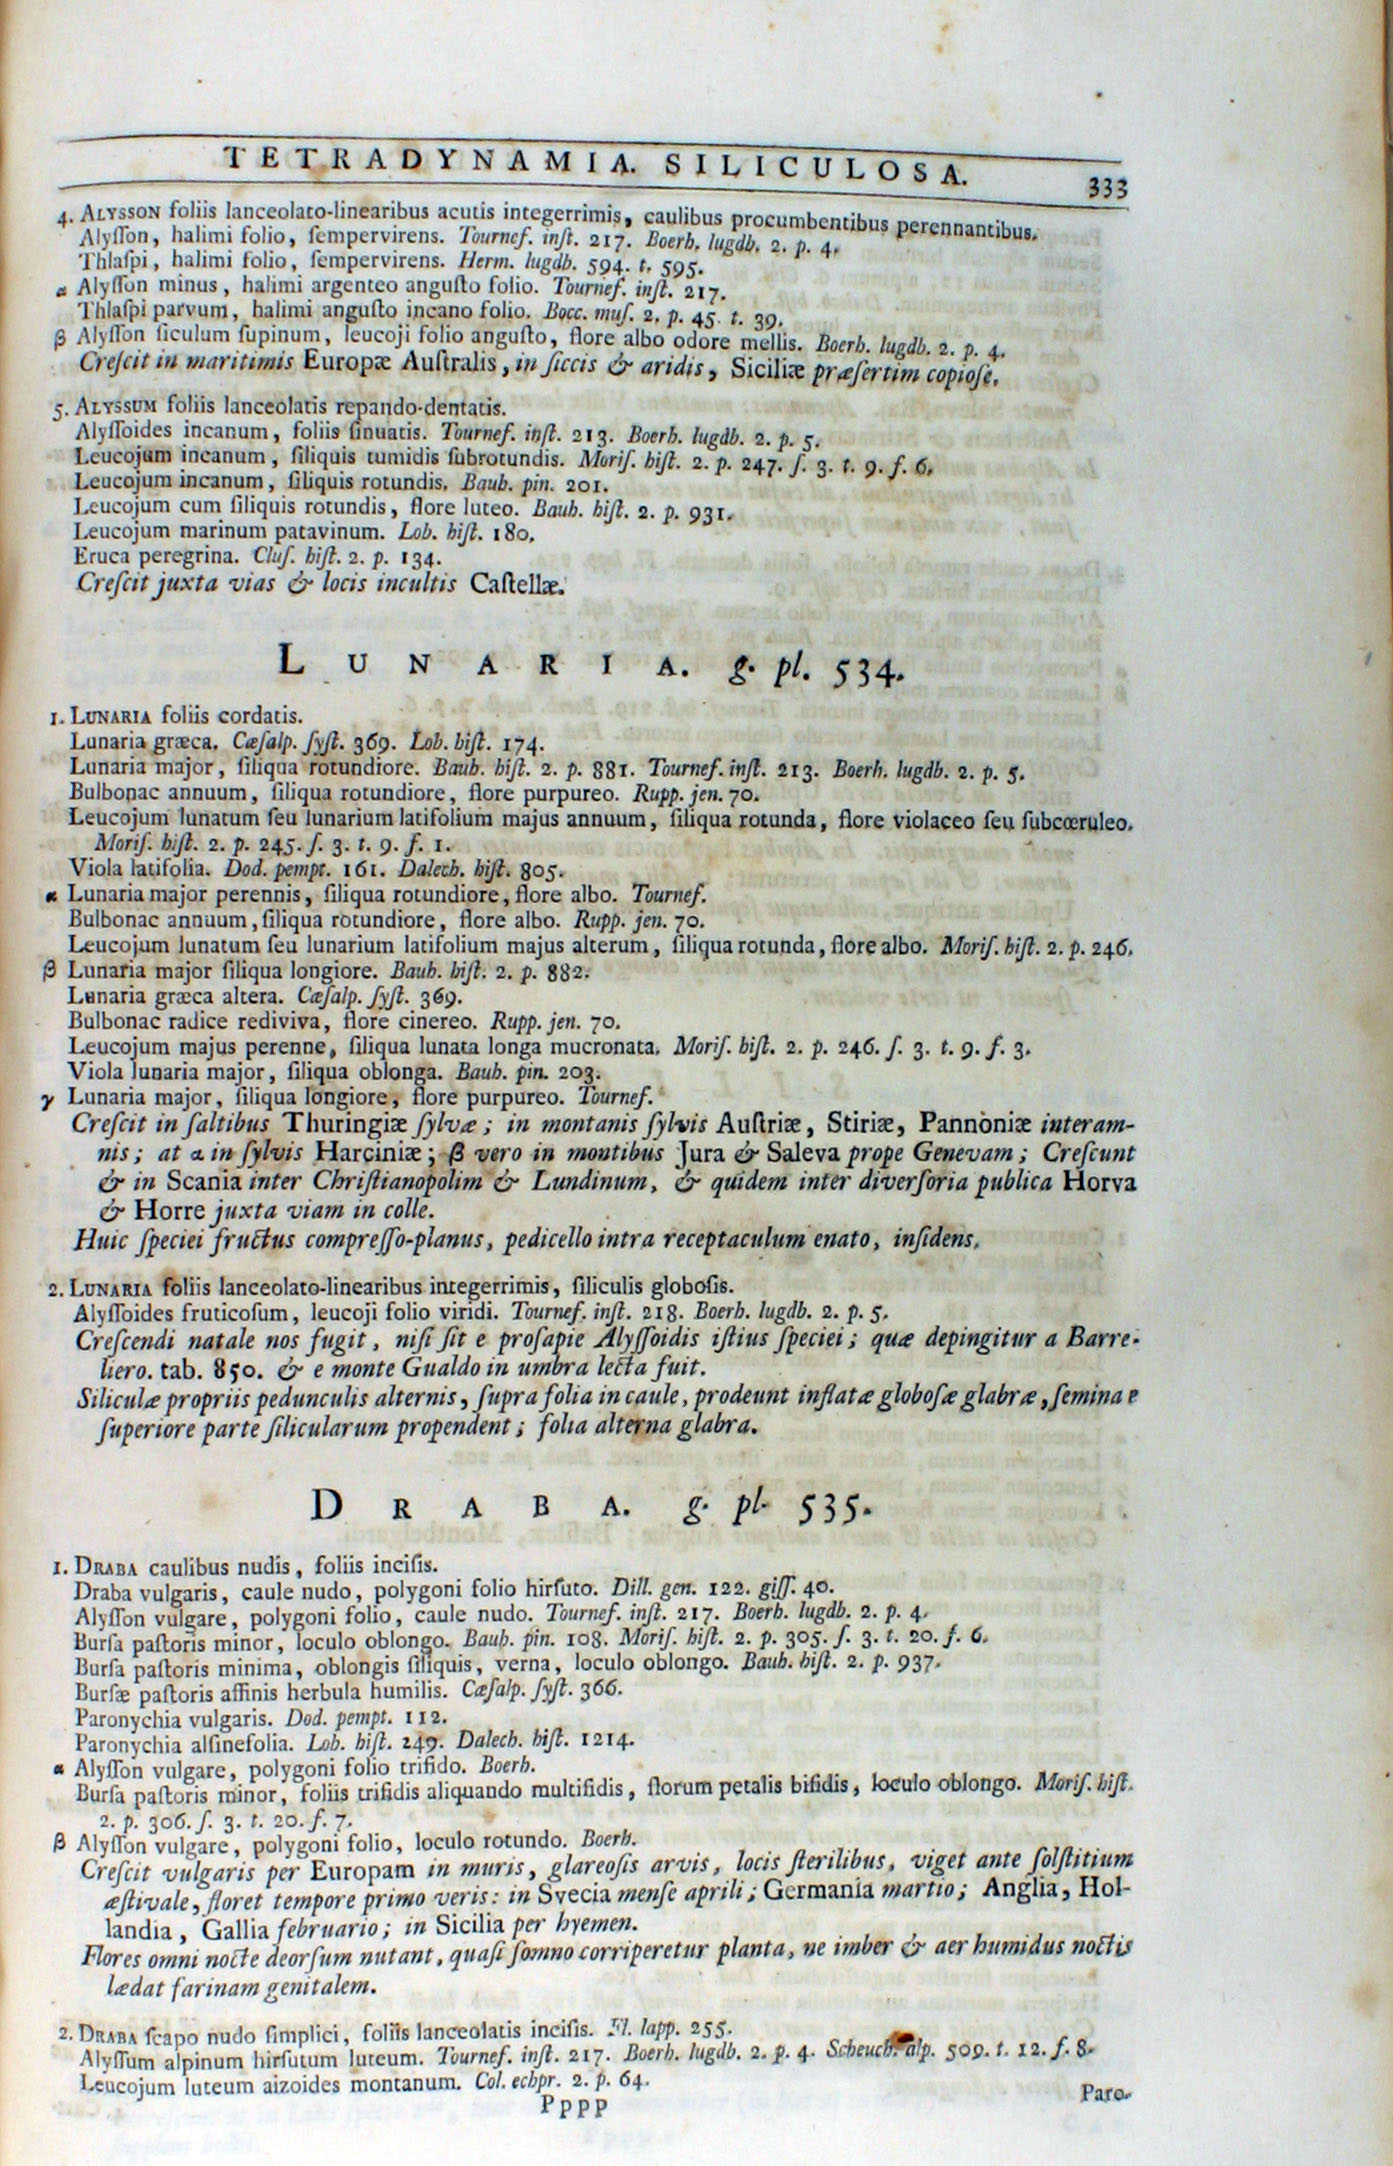 TETRADYNAMIA. SILICULOSA. 333
4. ALYSSON foliis lanceolato-linearibus acutis integerrimis, caulibus procumbentibus perennantibus.
Alyſſon, halimi folio, ſempervirens. Tournef. inſt. 217. Boerh. lugdb. 2. p. 4.
Thlaſpi, halimi folio, ſempervirens. Herm. lugdb. 594. t. 595.
α Alyſſon minus, halimi argenteo anguſto folio. Tournef. inſt. 217.
Thlaſpi parvum, halimi anguſto incano folio. Bocc. muſ. 2. p. 45. t. 39.
β Alyſſon ſiculum ſupinum, leucoji folio anguſto, flore albo odore mellis. Boerh. lugdb. 2. p. 4.
Creſcit in maritimis Europæ Auſtralis, in ſiccis & aridis, Siciliæ præſertim copioſe.
5. ALYSSUM foliis lanceolatis repando-dentatis.
Alyſſoides incanum, foliis ſinuatis. Tournef. inſt. 213. Boerh. lugdb. 2. p. 5.
Leucojum incanum, ſiliquis tumidis ſubrotundis. Moriſ. hiſt. 2. p. 247. ſ. 3. t. 9. f. 6.
Leucojum incanum, ſiliquis rotundis. Bauh. pin. 201.
Leucojum cum ſiliquis rotundis, flore luteo. Bauh. hiſt. 2. p. 931.
Leucojum marinum patavinum. Lob. hiſt. 180.
Eruca peregrina. Cluſ. hiſt. 2. p. 134.
Creſcit juxta vias & locis incultis Caſtellæ.
LUNARIA. g. pl. 534.
1. LUNARIA foliis cordatis.
Lunaria græca. Cæſalp. ſyſt. 369. Lob. hiſt. 174.
Lunaria major, ſiliqua rotundiore. Bauh. hiſt. 2. p. 881. Tournef. inſt. 213. Boerh. lugdb. 2. p. 5.
Bulbonac annuum, ſiliqua rotundiore, flore purpureo. Rupp. jen. 70.
Leucojum lunatum ſeu lunarium latifolium majus annuum, ſiliqua rotunda, flore violaceo ſeu ſubcœruleo.
Moriſ. hiſt. 2. p. 245. ſ. 3. t. 9. f. 1.
Viola latifolia. Dod. pempt. 161. Dalech. hiſt. 805.
α Lunaria major perennis, ſiliqua rotundiore, flore albo. Tournef.
Bulbonac annuum, ſiliqua rotundiore, flore albo. Rupp. jen. 70.
Leucojum lunatum ſeu lunarium latifolium majus alterum, ſiliqua rotunda, flore albo. Moriſ. hiſt. 2. p. 246.
β Lunaria major ſiliqua longiore. Bauh. hiſt. 2. p. 882.
Lunaria græca altera. Cæſalp. ſyſt. 369.
Bulbonac radice rediviva, flore cinereo. Rupp. jen. 70.
Leucojum majus perenne, ſiliqua lunata longa mucronata. Moriſ. hiſt. 2. p. 246. ſ. 3. t. 9. f. 3.
Viola lunaria major, ſiliqua oblonga. Bauh. pin. 203.
γ Lunaria major, ſiliqua longiore, flore purpureo. Tournef.
Creſcit in ſaltibus Thuringiæ ſylvæ; in montanis ſylvis Auſtriæ, Stiriæ, Pannoniæ interam-
nis; at α in ſylvis Harciniæ; β vero in montibus Jura & Saleva prope Genevam; Creſcunt
& in Scania inter Chriſtianopolim & Lundinum, & quidem inter diverſoria publica Horva
& Horre juxta viam in colle.
Huic ſpeciei fructus compreſſo-planus, pedicello intra receptaculum enato, inſidens.
2. LUNARIA foliis lanceolato-linearibus integerrimis, ſiliculis globoſis.
Alyſſoides fruticoſum, leucoji folio viridi. Tournef. inſt. 218. Boerh. lugdb. 2. p. 5.
Creſcendi natale nos fugit, niſi ſit e proſapie Alyſſoidis iſtius ſpeciei; quæ depingitur a Barre-
liero. tab. 850. & e monte Gualdo in umbra lecta fuit.
Siliculæ propriis pedunculis alternis, ſupra folia in caule, prodeunt inflatæ globoſæ glabræ, ſemina e
ſuperiore parte ſilicularum propendent; folia alterna glabra.
DRABA. g. pl. 535.
1. DRABA caulibus nudis, foliis inciſis.
Draba vulgaris, caule nudo, polygoni folio hirſuto. Dill. gen. 122. giſſ. 40.
Alyſſon vulgare, polygoni folio, caule nudo. Tournef. inſt. 217. Boerh. lugdb. 2. p. 4.
Burſa paſtoris minor, loculo oblongo. Bauh. pin. 108. Moriſ. hiſt. 2. p. 305. ſ. 3. t. 20. f. 6.
Burſa paſtoris minima, oblongis ſiliquis, verna, loculo oblongo. Bauh. hiſt. 2. p. 937.
Burſæ paſtoris affinis herbula humilis. Cæſalp. ſyſt. 366.
Paronychia vulgaris. Dod. pempt. 112.
Paronychia alſinefolia. Lob. hiſt. 249. Dalech. hiſt. 1214.
α Alyſſon vulgare, polygoni folio trifido. Boerh.
Burſa paſtoris minor, foliis trifidis aliquando multifidis, florum petalis bifidis, loculo oblongo. Moriſ. hiſt.
2. p. 306. ſ. 3. t. 20. f. 7.
β Alyſſon vulgare, polygoni folio, loculo rotundo. Boerh.
Creſcit vulgaris per Europam in muris, glareoſis arvis, locis ſterilibus, viget ante ſolſtitium
æſtivale, floret tempore primo veris: in Svecia menſe aprili; Germania martio; Anglia, Hol-
landia, Gallia februario; in Sicilia per hyemen.
Flores omni nocte deorſum nutant, quaſi ſomno corriperetur planta, ne imber & aer humidus noctis
lædat farinam genitalem.
2. DRABA ſcapo nudo ſimplici, foliis lanceolatis inciſis. Fl. lapp. 255.
Alyſſum alpinum hirſutum luteum. Tournef. inſt. 217. Boerh. lugdb. 2. p. 4. Scheuch. alp. 509. t. 12. f. 8.
Leucojum luteum aizoides montanum. Col. echpr. 2. p. 64.
Pppp Paro-